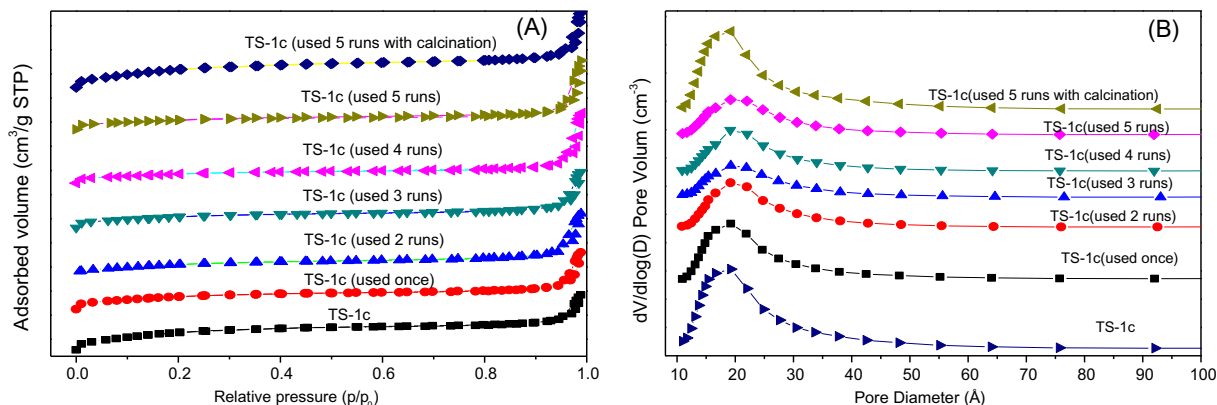 (A)
Adsorbed volume (cm³/g STP)
TS-1c (used 5 runs with calcination)
TS-1c (used 5 runs)
TS-1c (used 4 runs)
TS-1c (used 3 runs)
TS-1c (used 2 runs)
TS-1c (used once)
TS-1c
0.0 0.2 0.4 0.6 0.8 1.0
Relative pressure (p/p₀)
(B)
dV/dlog(D) Pore Volum (cm-³)
TS-1c(used 5 runs with calcination)
TS-1c(used 5 runs)
TS-1c(used 4 runs)
TS-1c(used 3 runs)
TS-1c(used 2 runs)
TS-1c(used once)
TS-1c
10 20 30 40 50 60 70 80 90 100
Pore Diameter (Å)